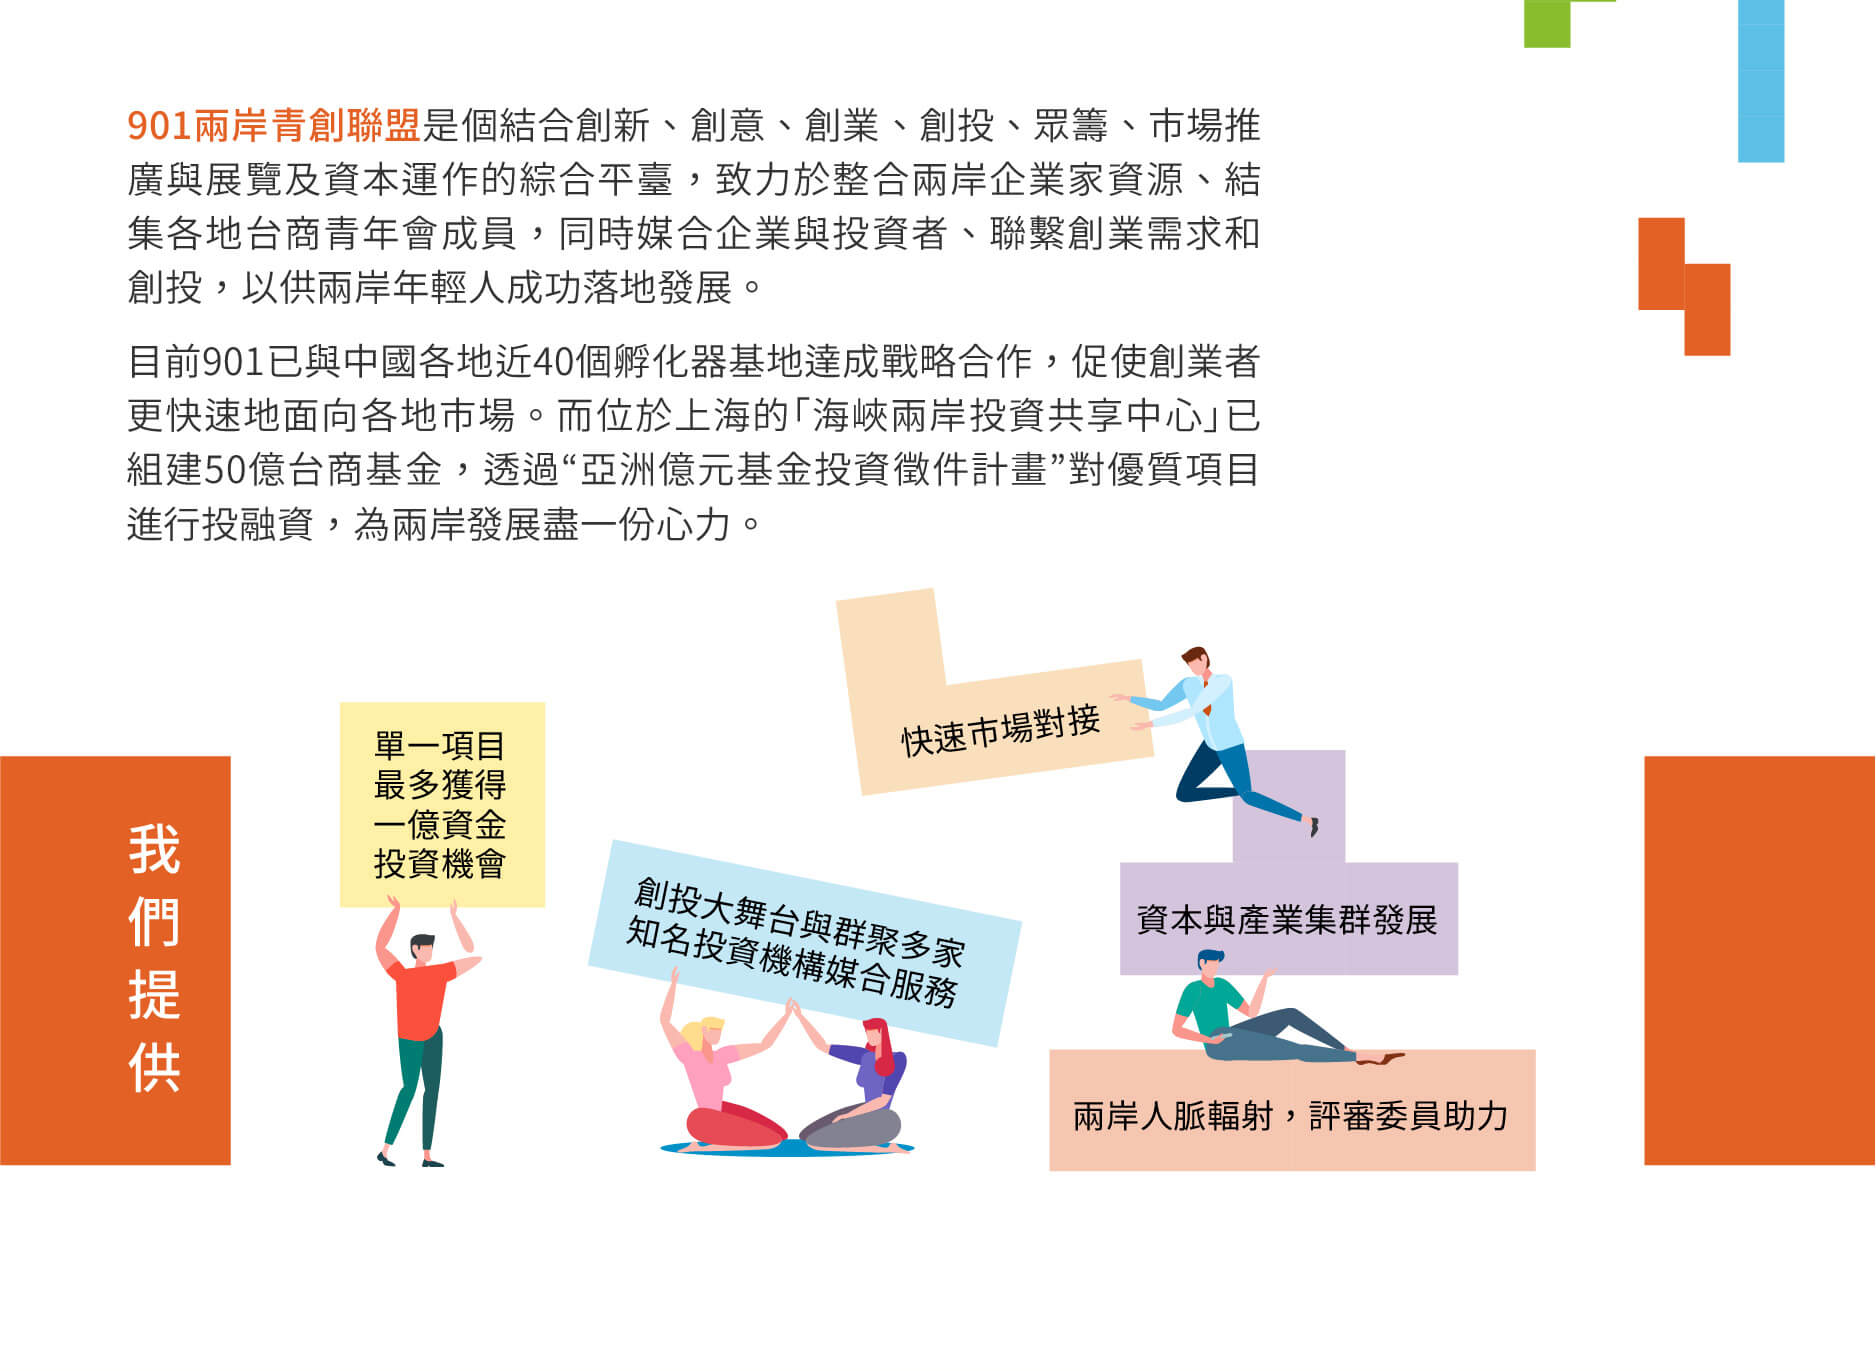 901兩岸青創聯盟是個結合創新、創意、創業、創投、眾籌、市場推
廣與展覽及資本運作的綜合平臺，致力於整合兩岸企業家資源、結
集各地台商青年會成員，同時媒合企業與投資者、聯繫創業需求和
創投，以供兩岸年輕人成功落地發展。
目前901已與中國各地近40個孵化器基地達成戰略合作，促使創業者
更快速地面向各地市場。而位於上海的「海峽兩岸投資共享中心」已
組建50億台商基金，透過“亞洲億元基金投資徵件計畫”對優質項目
進行投融資，為兩岸發展盡一份心力。
我們提供
單一項目
最多獲得
一億資金
投資機會
創投大舞台與群聚多家
知名投資機構媒合服務
快速市場對接
資本與產業集群發展
兩岸人脈輻射，評審委員助力